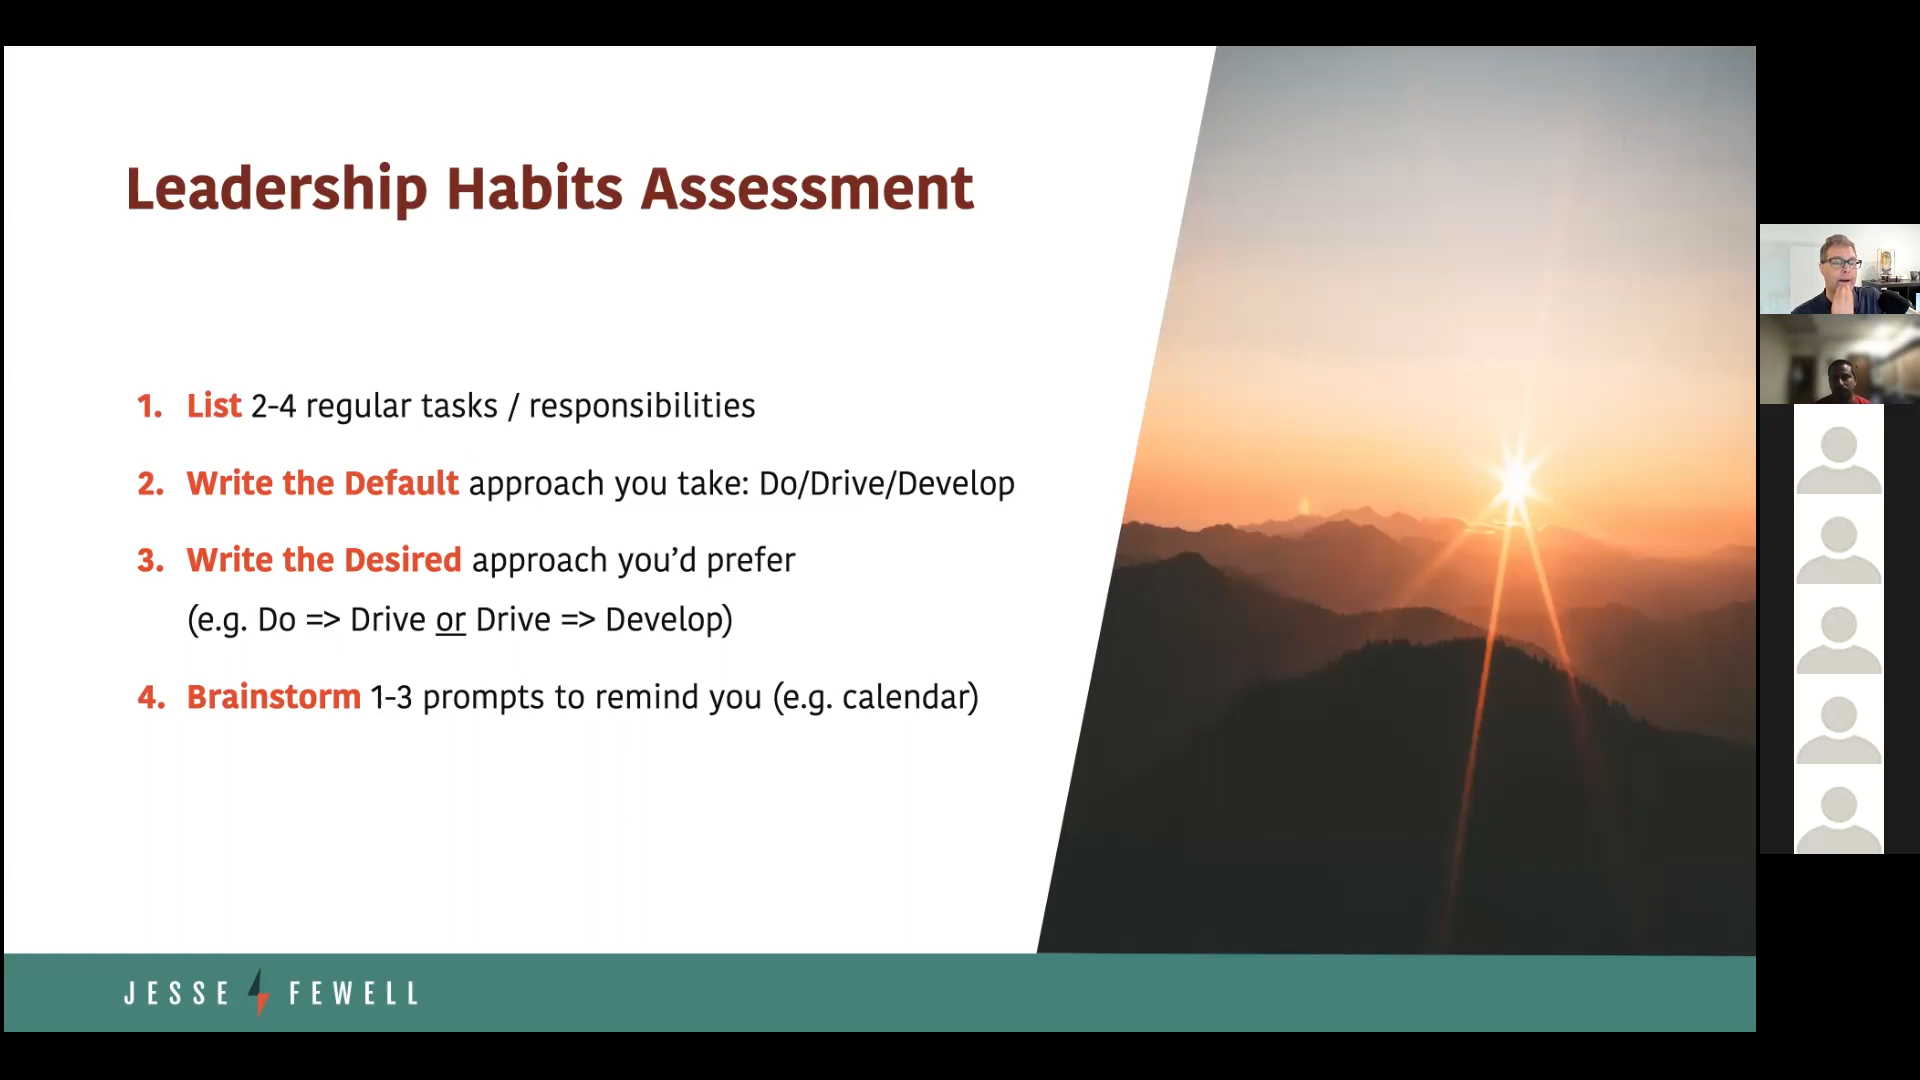 Leadership Habits Assessment
1. List 2-4 regular tasks / responsibilities
2. Write the Default approach you take: Do/Drive/Develop
3. Write the Desired approach you’d prefer
(e.g. Do => Drive or Drive => Develop)
4. Brainstorm 1-3 prompts to remind you (e.g. calendar)
JESSE FEWELL